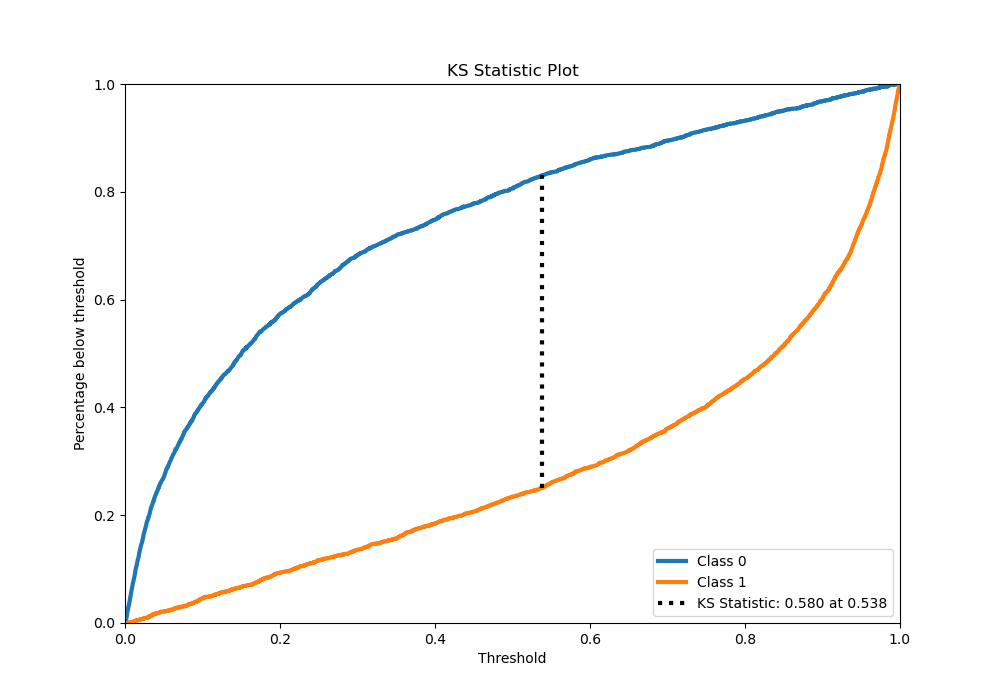 KS Statistic Plot
Percentage below threshold
1.0
0.8
0.6
0.4
0.2
0.0
0.0 0.2 0.4 0.6 0.8 1.0
Threshold
Class 0
Class 1
KS Statistic: 0.580 at 0.538